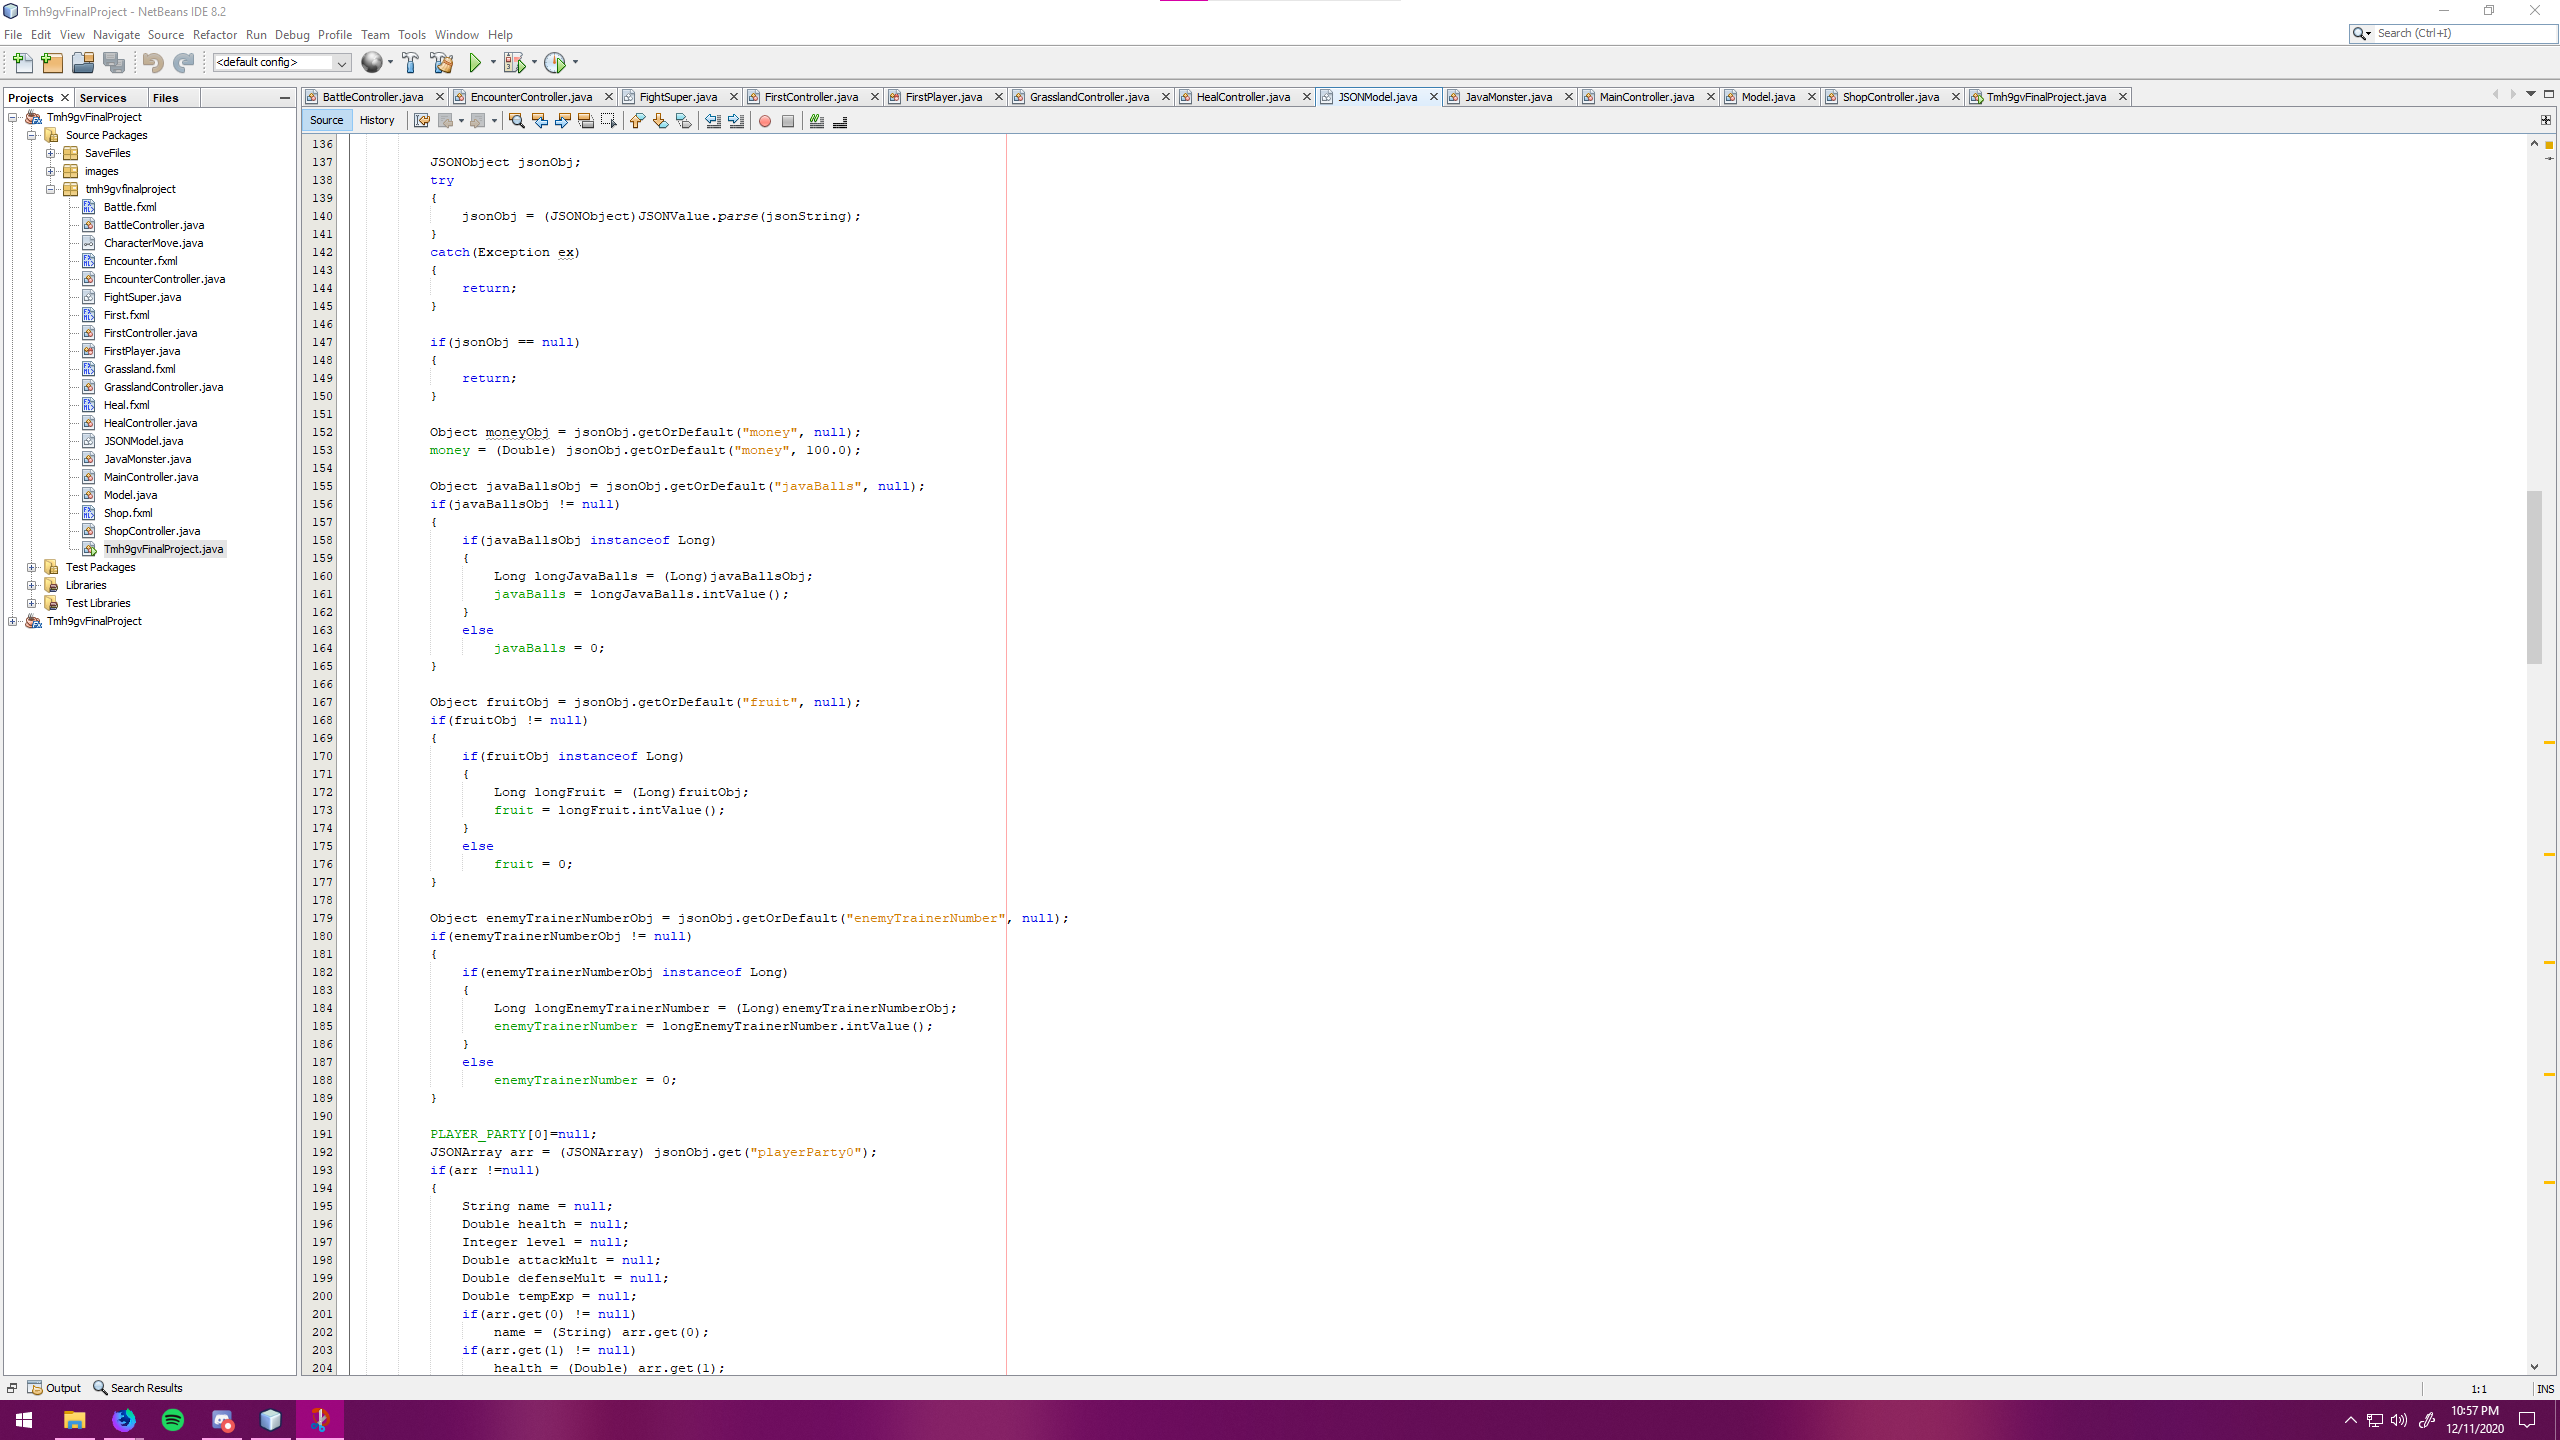 Tmh9gvFinalProject - NetBeans IDE 8.2
File Edit View Navigate Source Refactor Run Debug Profile Team Tools Window Help
Search (Ctrl+I)
<default config>
Projects Services Files
BattleController.java EncounterController.java FightSuper.java FirstController.java FirstPlayer.java GrasslandController.java HealController.java JSONModel.java JavaMonster.java MainController.java Model.java ShopController.java Tmh9gvFinalProject.java
Source History
Tmh9gvFinalProject
Source Packages
SaveFiles
images
tmh9gvfinalproject
Battle.fxml
BattleController.java
CharacterMove.java
Encounter.fxml
EncounterController.java
FightSuper.java
First.fxml
FirstController.java
FirstPlayer.java
Grassland.fxml
GrasslandController.java
Heal.fxml
HealController.java
JSONModel.java
JavaMonster.java
MainController.java
Model.java
Shop.fxml
ShopController.java
Tmh9gvFinalProject.java
Test Packages
Libraries
Test Libraries
Tmh9gvFinalProject
136
137 JSONObject jsonObj;
138 try
139 {
140 jsonObj = (JSONObject)JSONValue.parse(jsonString);
141 }
142 catch(Exception ex)
143 {
144 return;
145 }
146
147 if(jsonObj == null)
148 {
149 return;
150 }
151
152 Object moneyObj = jsonObj.getOrDefault("money", null);
153 money = (Double) jsonObj.getOrDefault("money", 100.0);
154
155 Object javaBallsObj = jsonObj.getOrDefault("javaBalls", null);
156 if(javaBallsObj != null)
157 {
158 if(javaBallsObj instanceof Long)
159 {
160 Long longJavaBalls = (Long)javaBallsObj;
161 javaBalls = longJavaBalls.intValue();
162 }
163 else
164 javaBalls = 0;
165 }
166
167 Object fruitObj = jsonObj.getOrDefault("fruit", null);
168 if(fruitObj != null)
169 {
170 if(fruitObj instanceof Long)
171 {
172 Long longFruit = (Long)fruitObj;
173 fruit = longFruit.intValue();
174 }
175 else
176 fruit = 0;
177 }
178
179 Object enemyTrainerNumberObj = jsonObj.getOrDefault("enemyTrainerNumber", null);
180 if(enemyTrainerNumberObj != null)
181 {
182 if(enemyTrainerNumberObj instanceof Long)
183 {
184 Long longEnemyTrainerNumber = (Long)enemyTrainerNumberObj;
185 enemyTrainerNumber = longEnemyTrainerNumber.intValue();
186 }
187 else
188 enemyTrainerNumber = 0;
189 }
190
191 PLAYER_PARTY[0]=null;
192 JSONArray arr = (JSONArray) jsonObj.get("playerParty0");
193 if(arr !=null)
194 {
195 String name = null;
196 Double health = null;
197 Integer level = null;
198 Double attackMult = null;
199 Double defenseMult = null;
200 Double tempExp = null;
201 if(arr.get(0) != null)
202 name = (String) arr.get(0);
203 if(arr.get(1) != null)
204 health = (Double) arr.get(1);
Output Search Results
1:1 INS
10:57 PM
12/11/2020